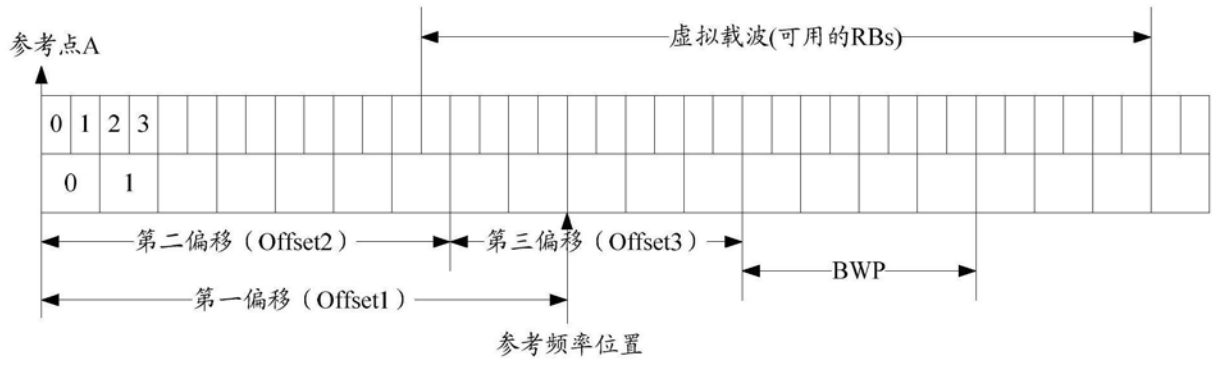 虚拟载波(可用的RBs)
参考点A
0 1 2 3
0 1
第二偏移（Offset2） 第三偏移（Offset3）
BWP
第一偏移（Offset1）
参考频率位置